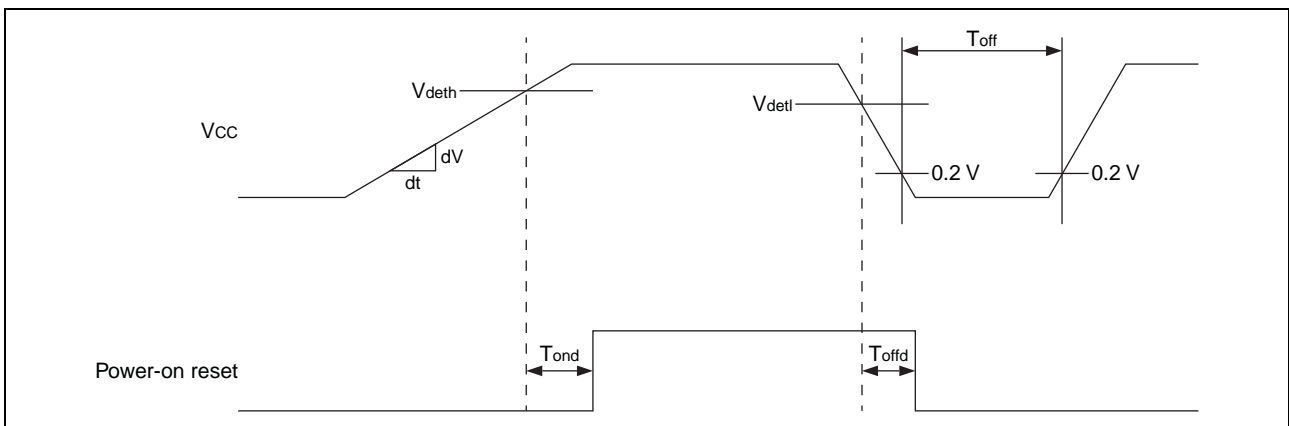 Toff
Vdeth
Vdetl
VCC
dV
dt
0.2 V
0.2 V
Tond
Toffd
Power-on reset